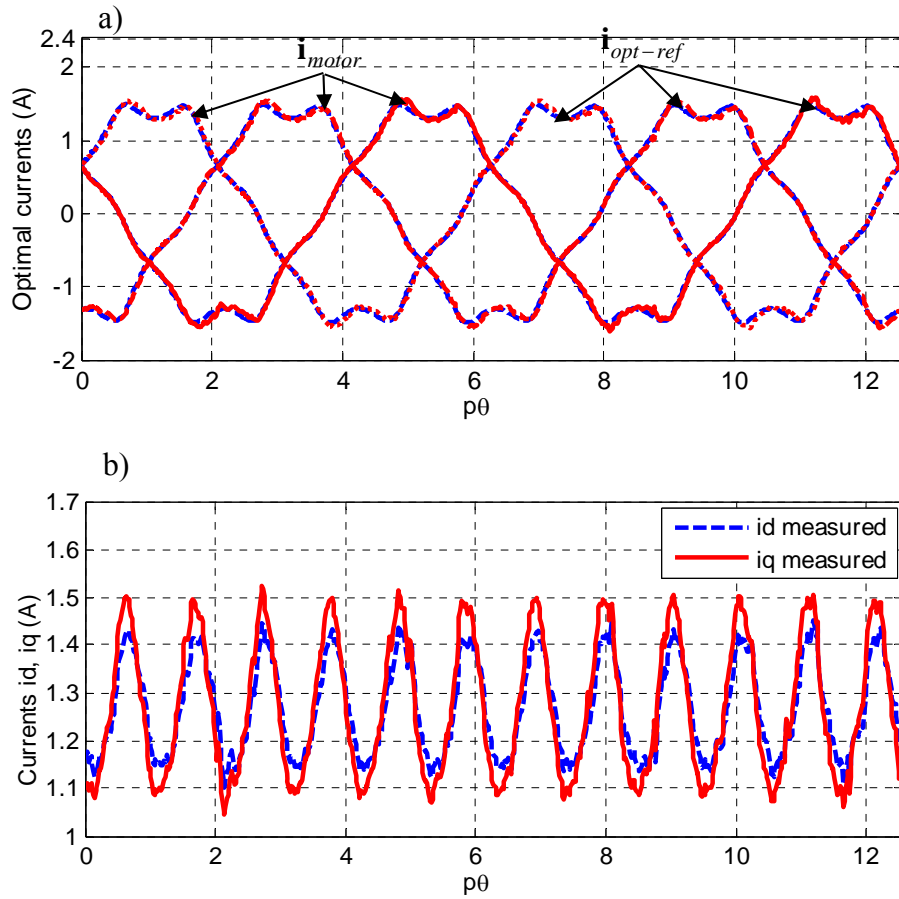 a)
i motor
i opt-ref
Optimal currents (A)
2.4
2
1
0
-1
-2
0 2 4 6 8 10 12
pθ
b)
id measured
iq measured
Currents id, iq (A)
1.7
1.6
1.5
1.4
1.3
1.2
1.1
1
0 2 4 6 8 10 12
pθ